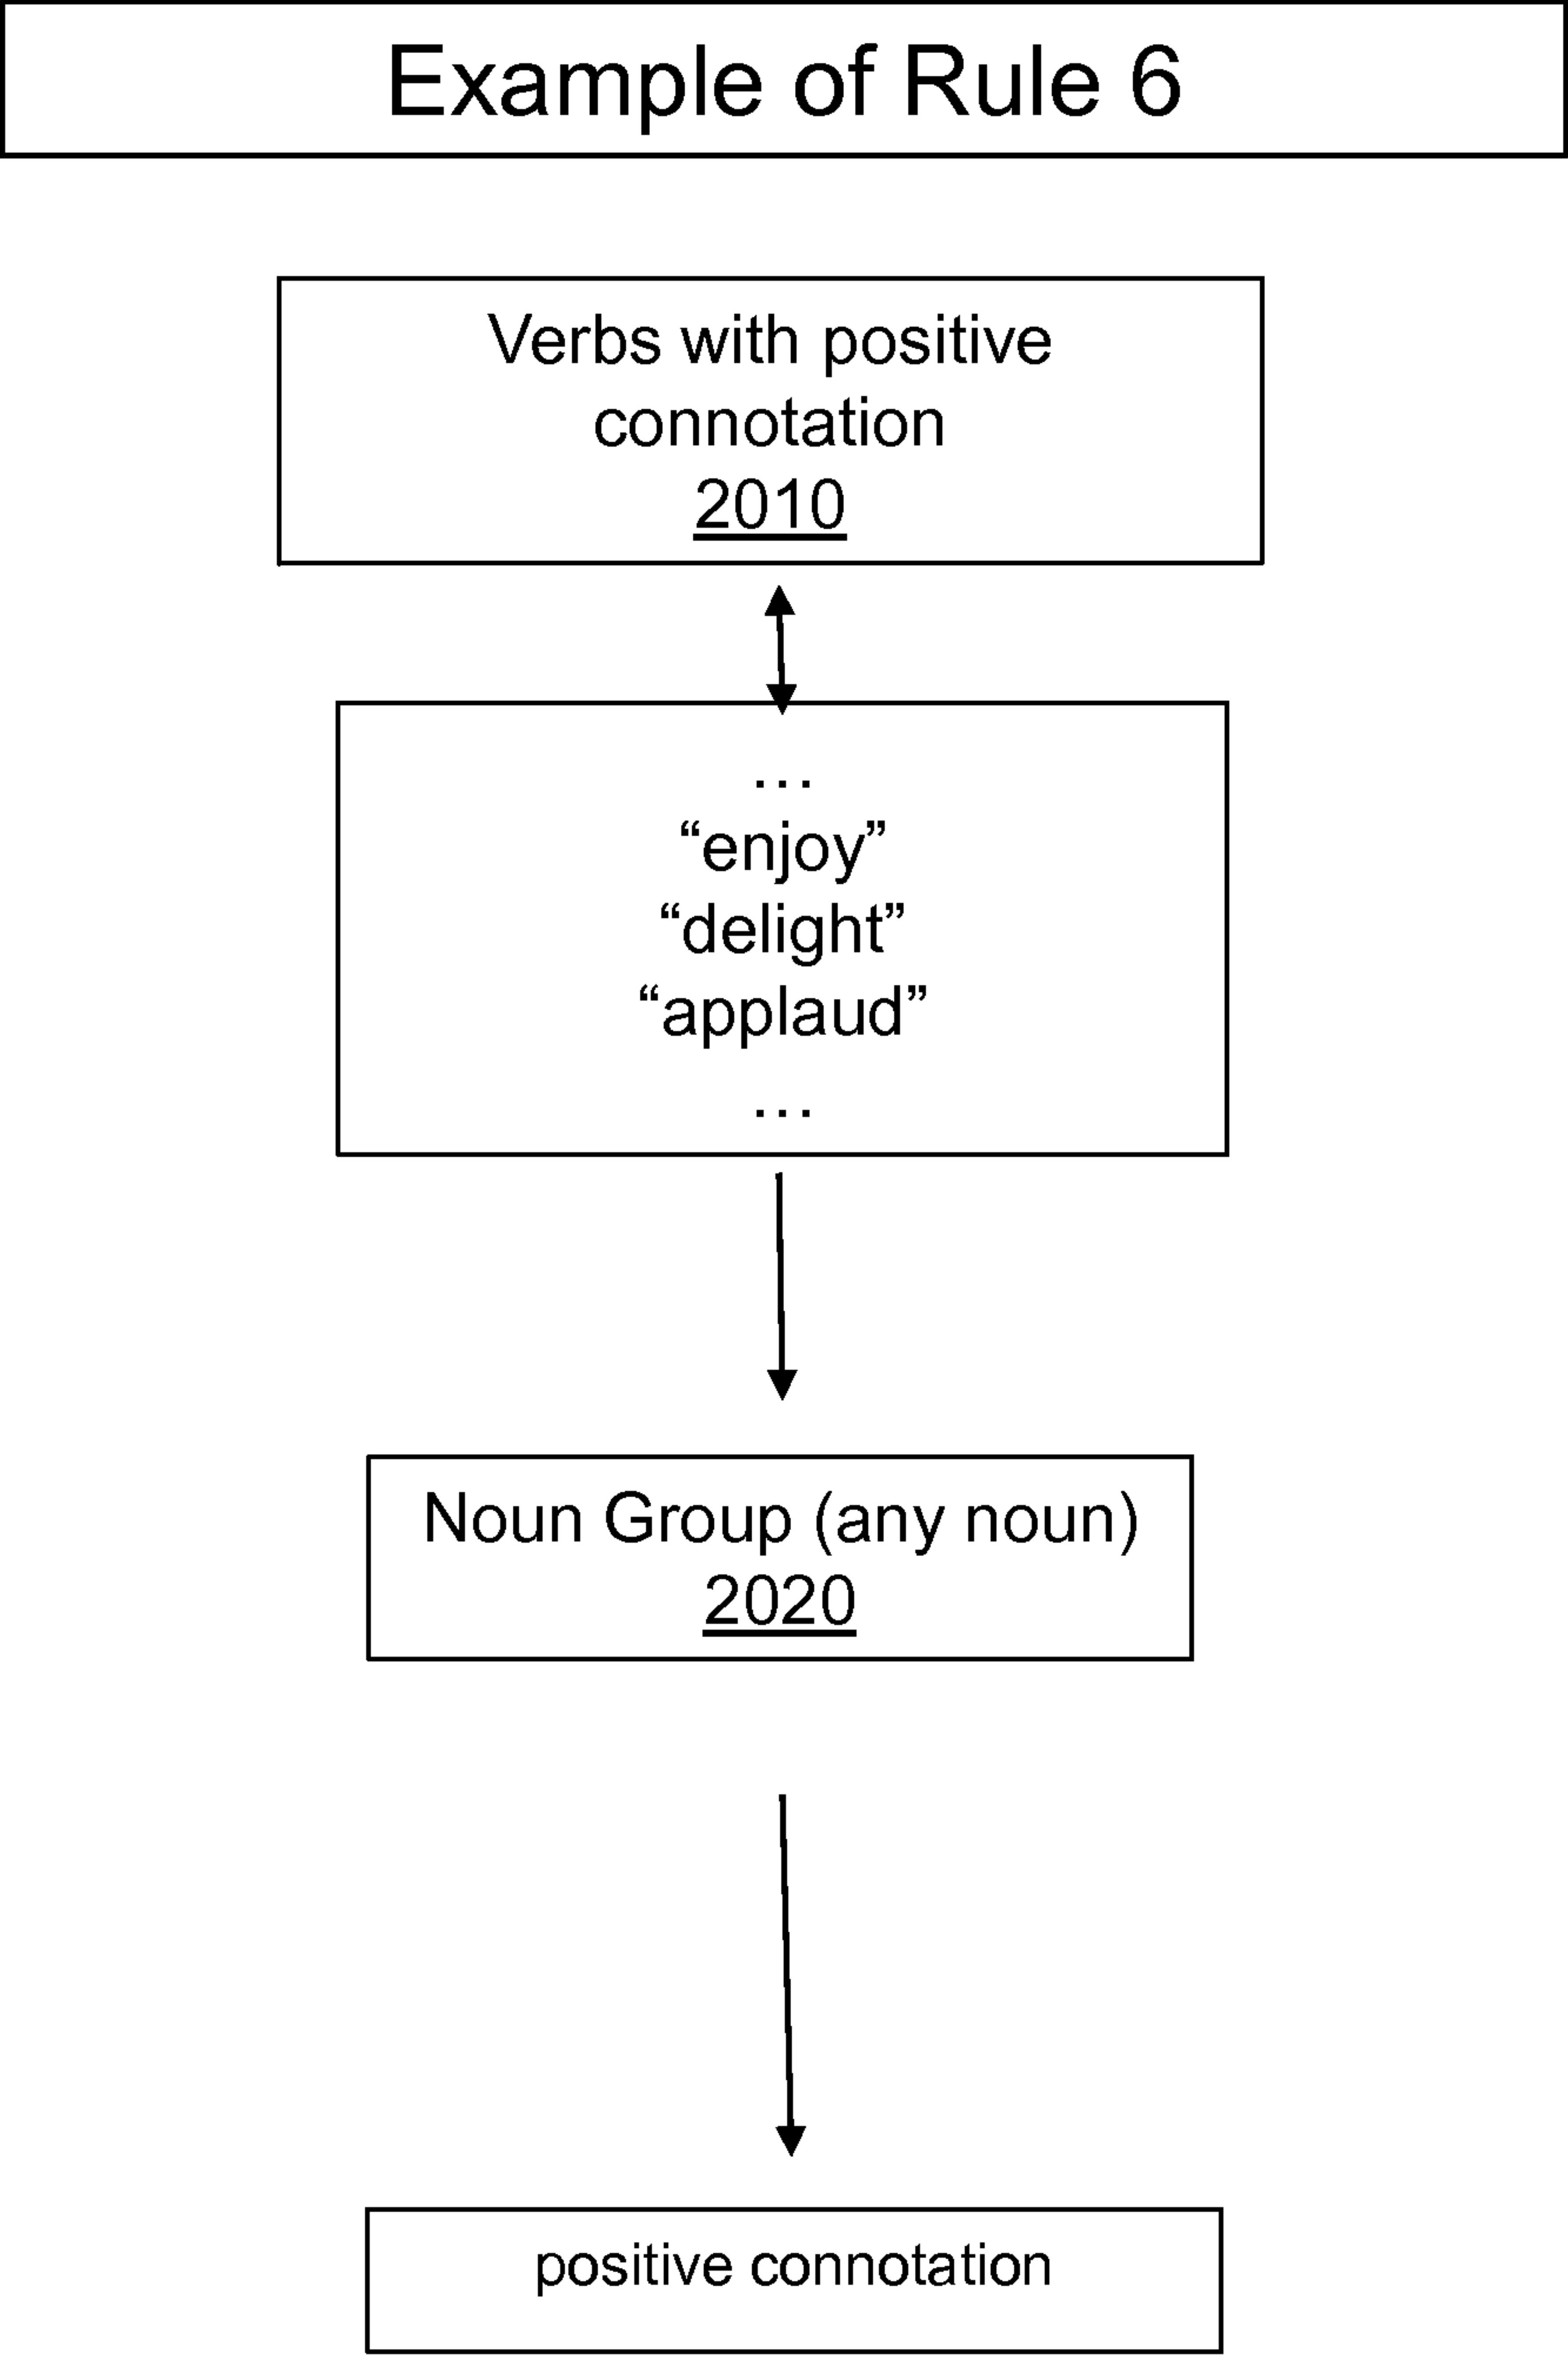 Example of Rule 6
Verbs with positive
connotation
2010
...
“enjoy”
“delight”
“applaud”
...
Noun Group (any noun)
2020
positive connotation